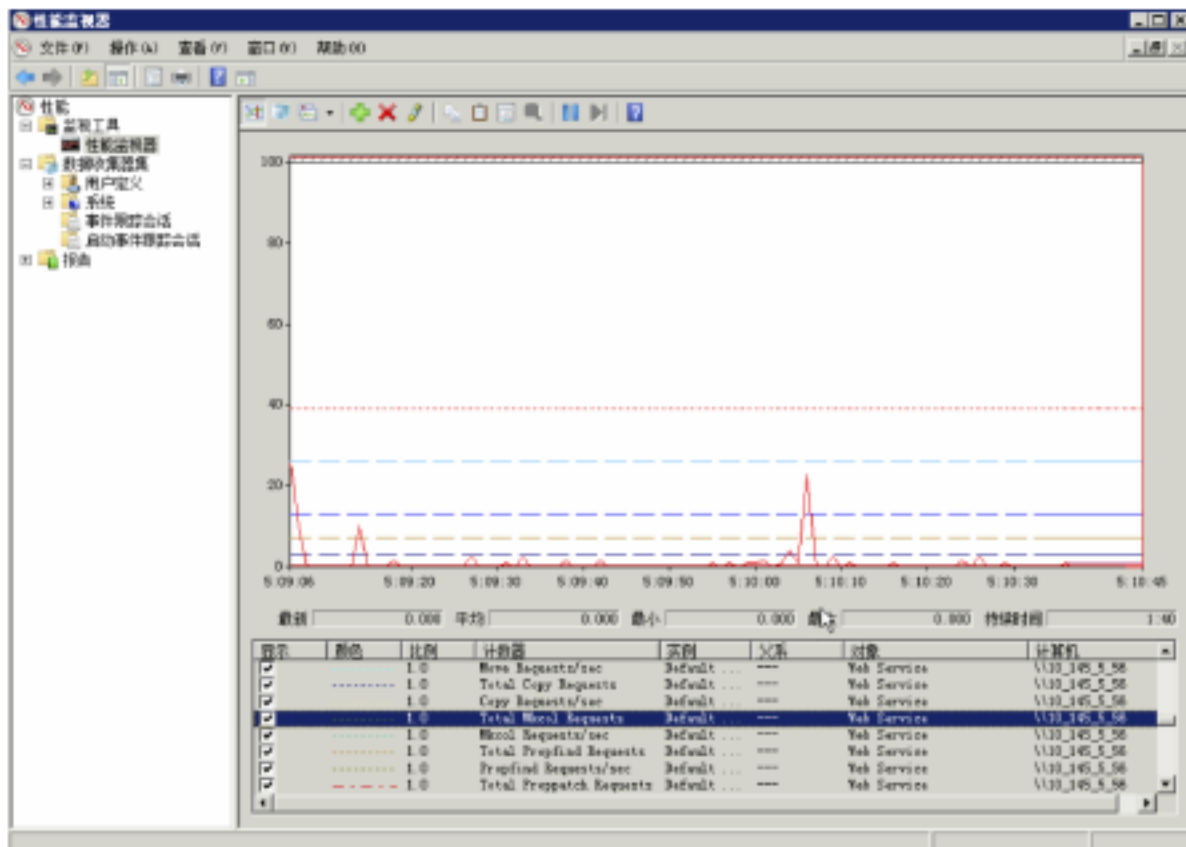 性能监视器
文件(F) 操作(A) 查看(V) 窗口(W) 帮助(H)
性能
监视工具
性能监视器
数据收集器集
用户定义
系统
事件跟踪会话
启动事件跟踪会话
报告
100
80
60
40
20
0
5:09:06 5:09:20 5:09:30 5:09:40 5:09:50 5:10:00 5:10:10 5:10:20 5:10:30 5:10:45
最新 0.000 平均 0.000 最小 0.000 最 0.000 持续时间 1:40
显示 颜色 比例 计数器 实例 父系 对象 计算机
1.0 Move Requests/sec Default ... --- Web Service \\10_145_5_56
1.0 Total Copy Requests Default ... --- Web Service \\10_145_5_56
1.0 Copy Requests/sec Default ... --- Web Service \\10_145_5_56
1.0 Total Mkcol Requests Default ... --- Web Service \\10_145_5_56
1.0 Mkcol Requests/sec Default ... --- Web Service \\10_145_5_56
1.0 Total Propfind Requests Default ... --- Web Service \\10_145_5_56
1.0 Propfind Requests/sec Default ... --- Web Service \\10_145_5_56
1.0 Total Proppatch Requests Default ... --- Web Service \\10_145_5_56